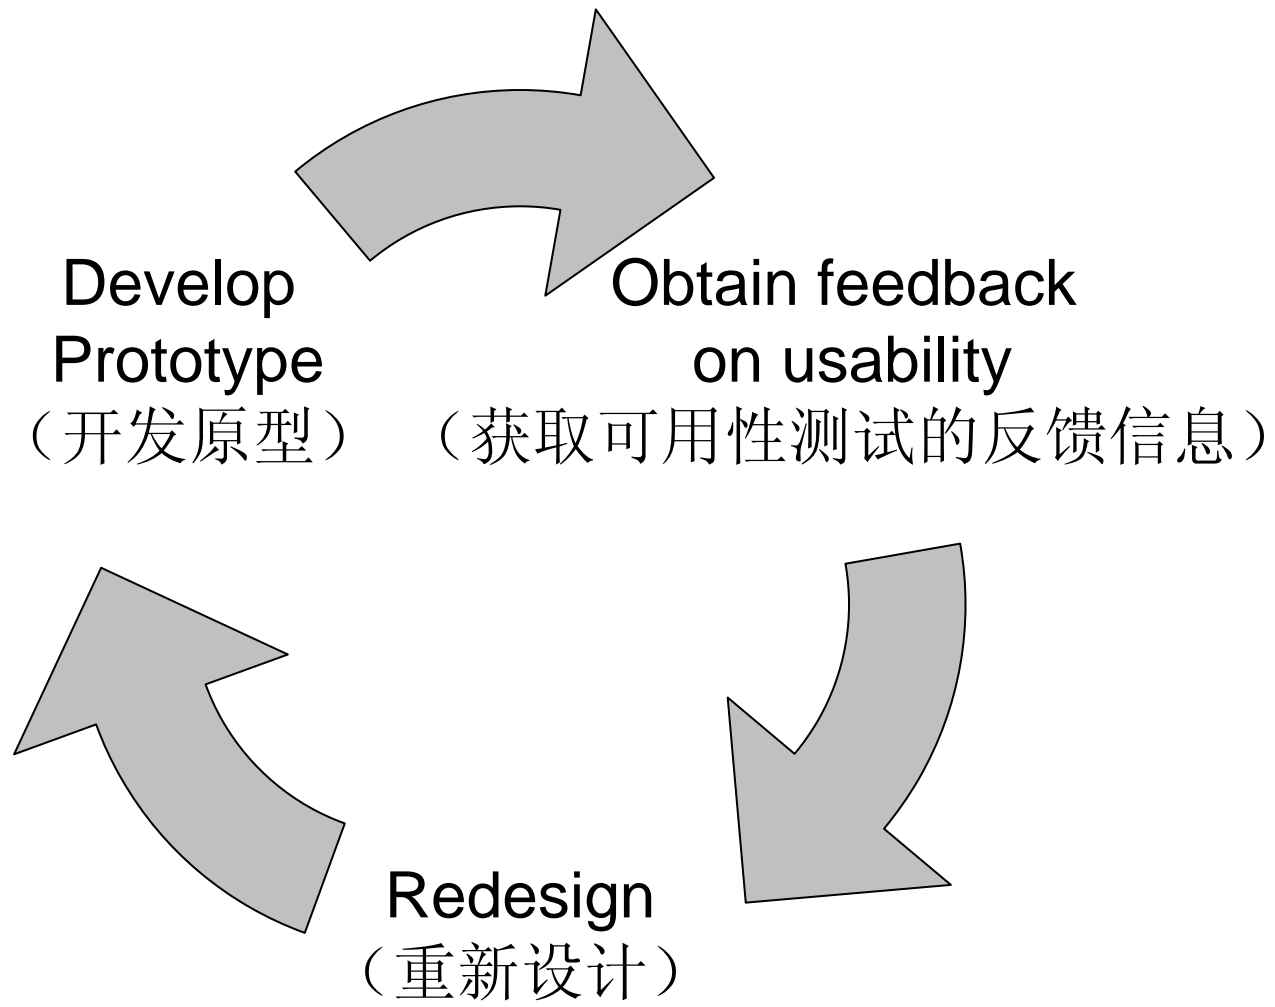 Develop
Prototype
（开发原型）
Obtain feedback
on usability
（获取可用性测试的反馈信息）
Redesign
（重新设计）